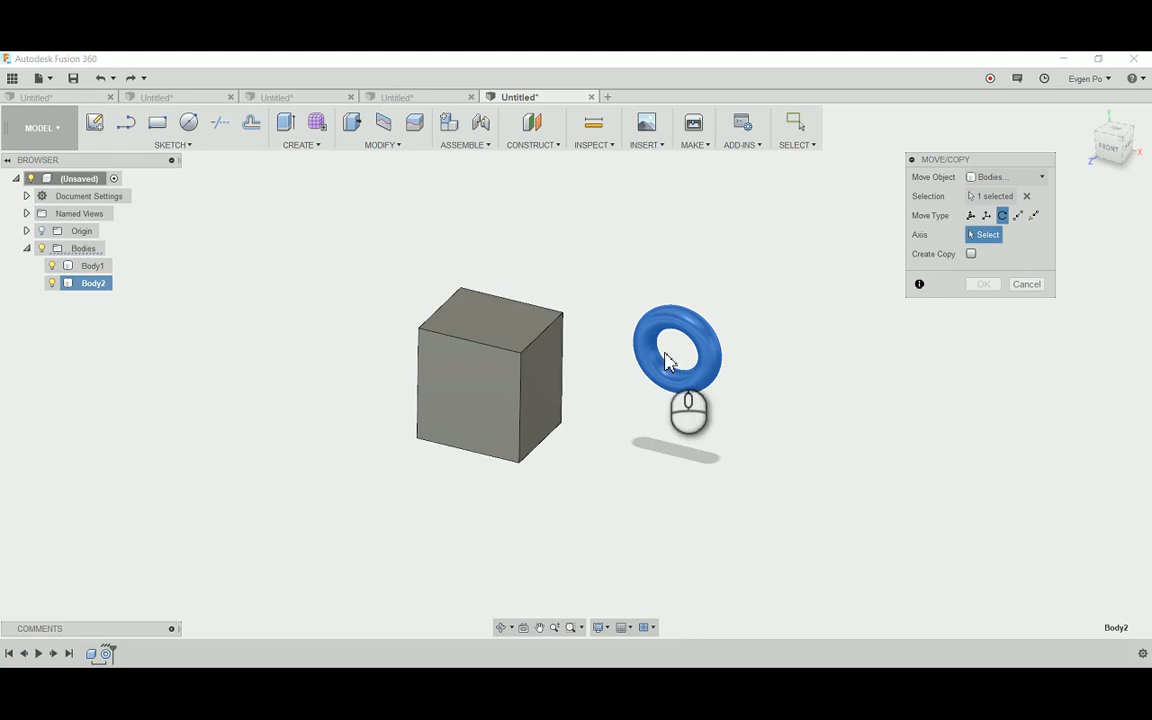 Autodesk Fusion 360
Evgen Po
Untitled* Untitled* Untitled* Untitled* Untitled*
MODEL
SKETCH CREATE MODIFY ASSEMBLE CONSTRUCT INSPECT INSERT MAKE ADD-INS SELECT
BROWSER
(Unsaved)
Document Settings
Named Views
Origin
Bodies
Body1
Body2
MOVE/COPY
Move Object Bodies...
Selection 1 selected
Move Type
Axis Select
Create Copy
OK Cancel
FRONT
Y
X
Z
COMMENTS
Body2